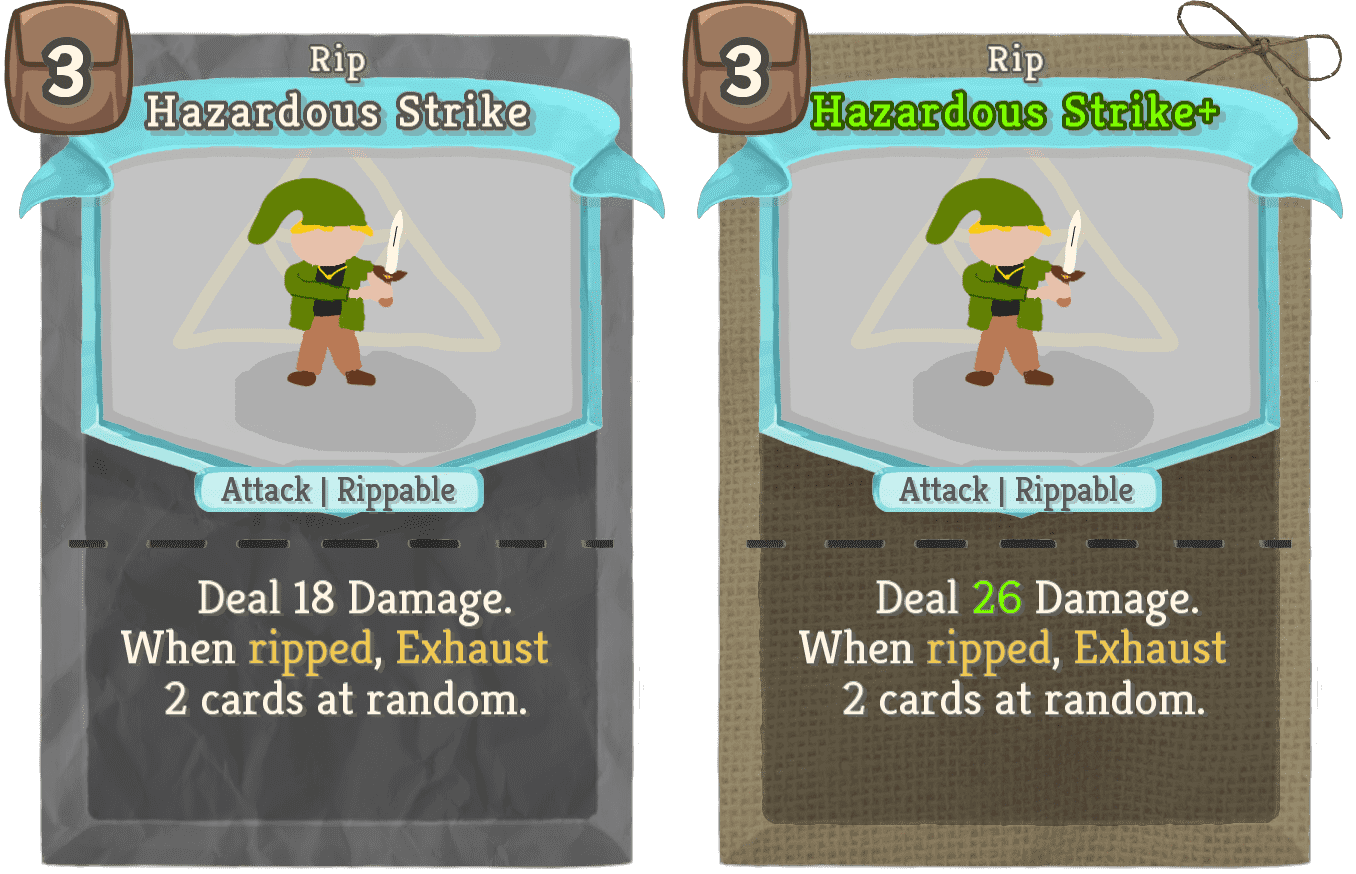 3
Rip
Hazardous Strike
Attack | Rippable
Deal 18 Damage.
When ripped, Exhaust
2 cards at random.
3
Rip
Hazardous Strike+
Attack | Rippable
Deal 26 Damage.
When ripped, Exhaust
2 cards at random.